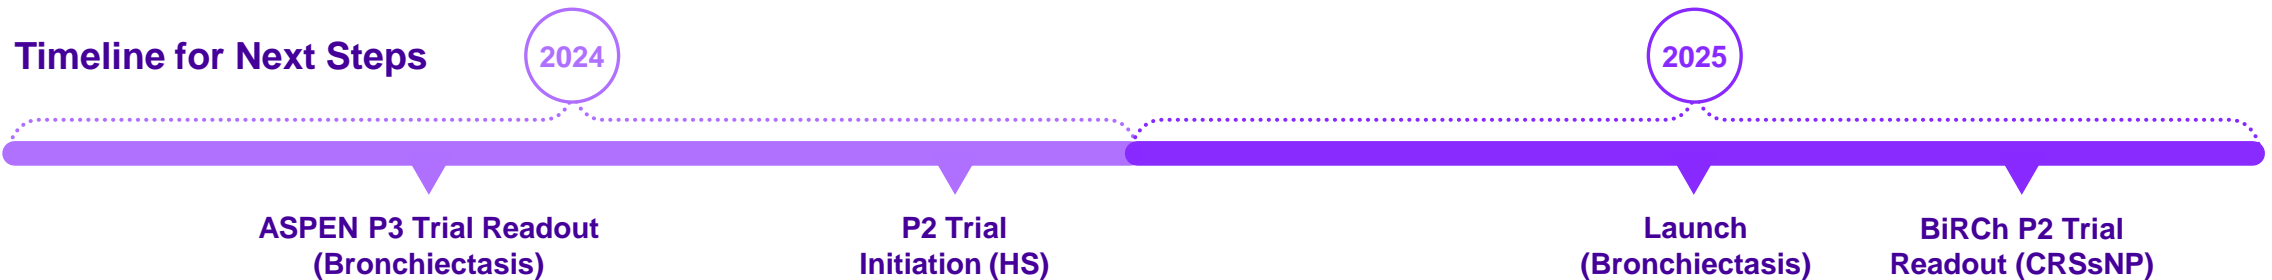 Timeline for Next Steps
2024
2025
ASPEN P3 Trial Readout
(Bronchiectasis)
P2 Trial
Initiation (HS)
Launch
(Bronchiectasis)
BiRCh P2 Trial
Readout (CRSsNP)